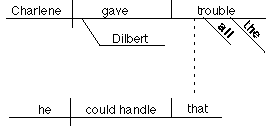 Charlene gave trouble
all the
Dilbert
he could handle that